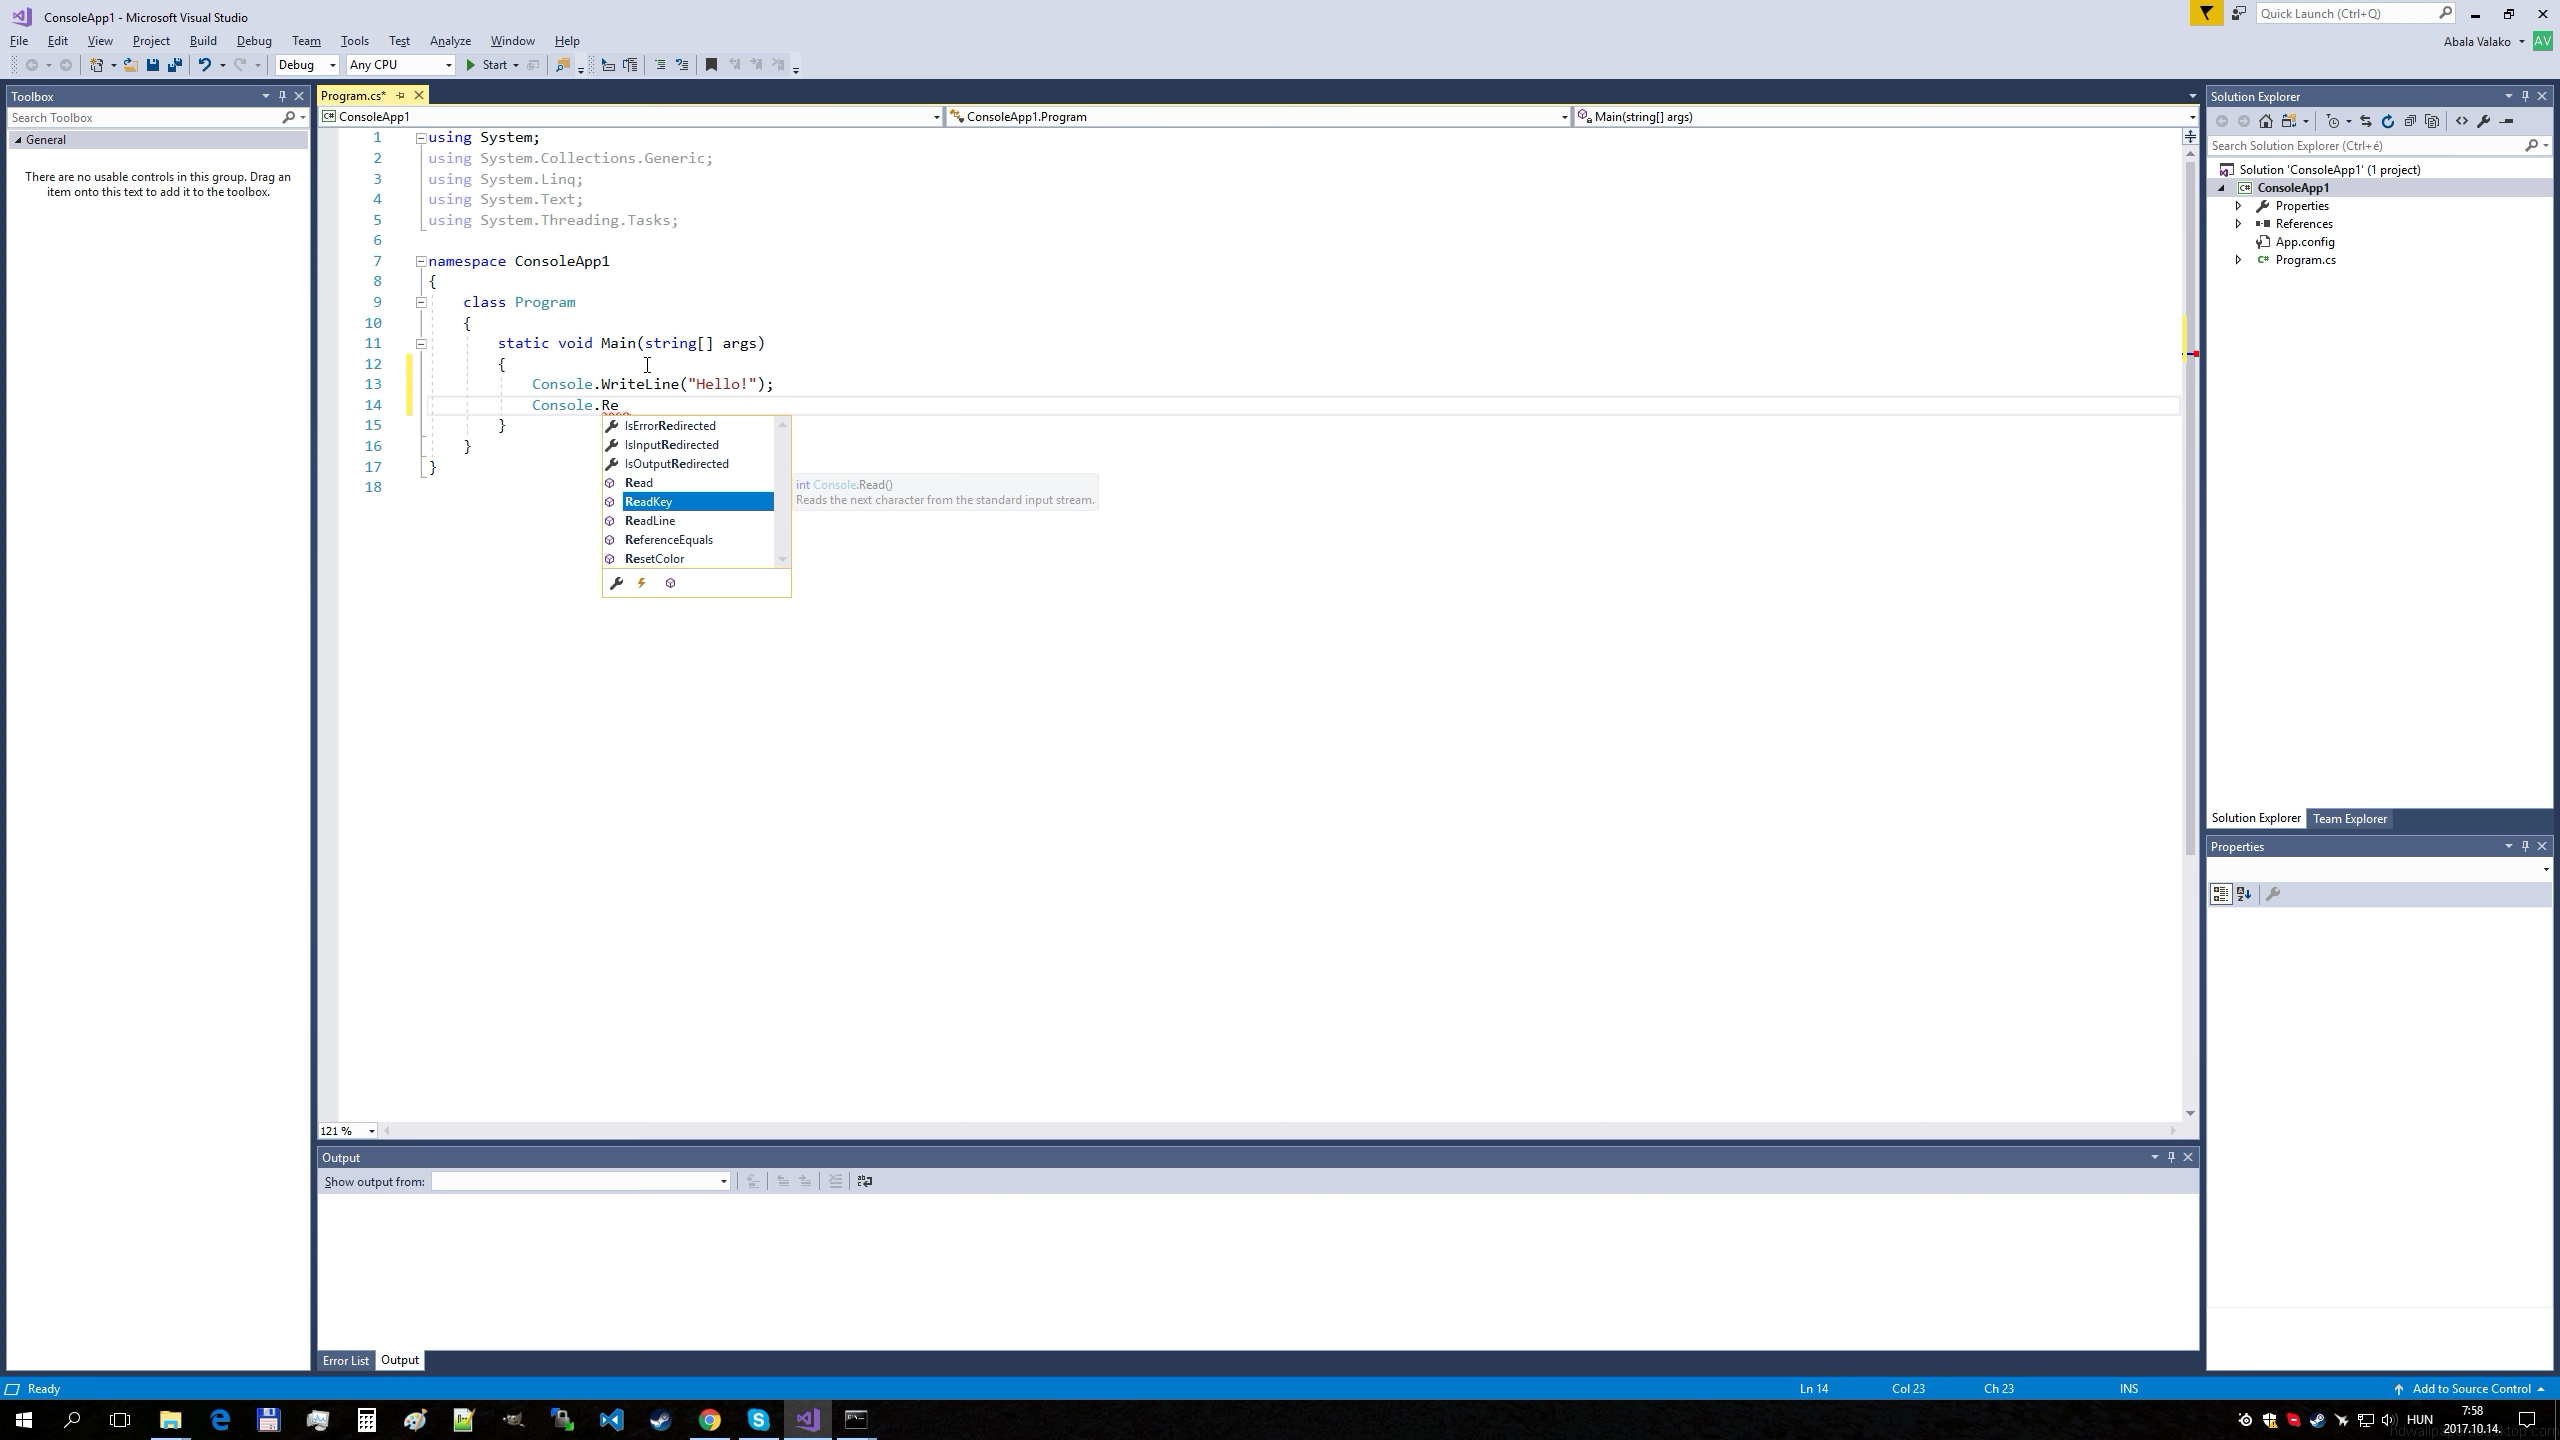 ConsoleApp1 - Microsoft Visual Studio
Quick Launch (Ctrl+Q)
File Edit View Project Build Debug Team Tools Test Analyze Window Help
Abala Valako AV
Debug Any CPU Start
Toolbox
Search Toolbox
General
There are no usable controls in this group. Drag an
item onto this text to add it to the toolbox.
Program.cs*
C# ConsoleApp1 ConsoleApp1.Program Main(string[] args)
1 using System;
2 using System.Collections.Generic;
3 using System.Linq;
4 using System.Text;
5 using System.Threading.Tasks;
6
7 namespace ConsoleApp1
8 {
9 class Program
10 {
11 static void Main(string[] args)
12 {
13 Console.WriteLine("Hello!");
14 Console.Re
15 }
16 }
17 }
18
IsErrorRedirected
IsInputRedirected
IsOutputRedirected
Read
ReadKey
ReadLine
ReferenceEquals
ResetColor
int Console.Read()
Reads the next character from the standard input stream.
121 %
Output
Show output from:
Error List Output
Solution Explorer
Search Solution Explorer (Ctrl+é)
Solution 'ConsoleApp1' (1 project)
C# ConsoleApp1
Properties
References
App.config
C# Program.cs
Solution Explorer Team Explorer
Properties
Ready Ln 14 Col 23 Ch 23 INS Add to Source Control
HUN
7:58
2017.10.14.